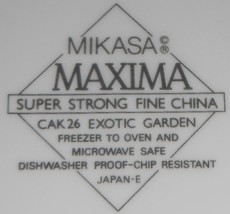 MIKASA©®
MAXIMA
SUPER STRONG FINE CHINA
CAK26 EXOTIC GARDEN
FREEZER TO OVEN AND
MICROWAVE SAFE
DISHWASHER PROOF-CHIP RESISTANT
JAPAN-E